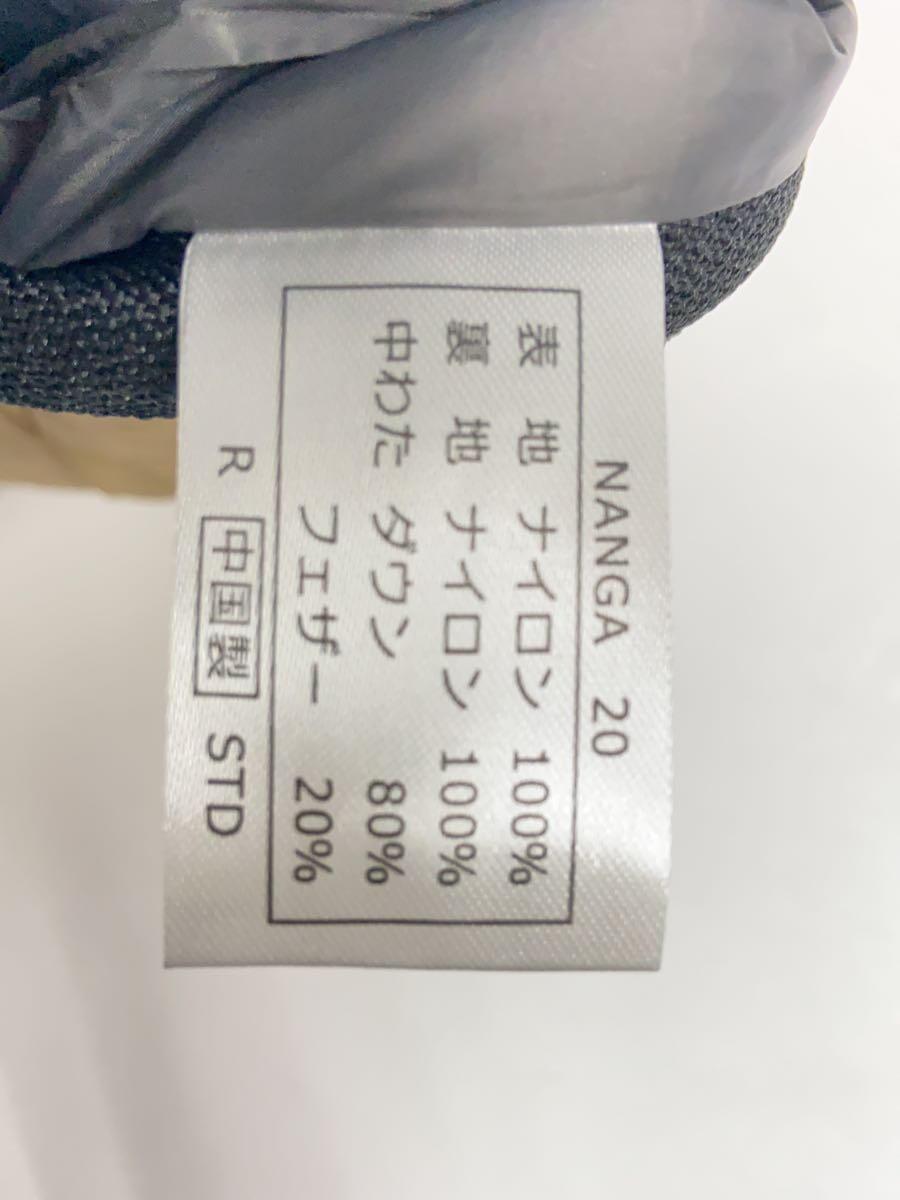 NANGA 20
表 地 ナイロン 100%
裏 地 ナイロン 100%
中わた ダウン 80%
フェザー 20%
R 中国製 STD